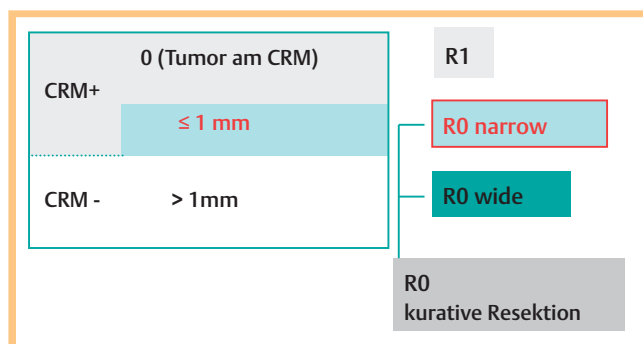 0 (Tumor am CRM)
R1
CRM+
≤ 1 mm
R0 narrow
CRM -
> 1mm
R0 wide
R0
kurative Resektion